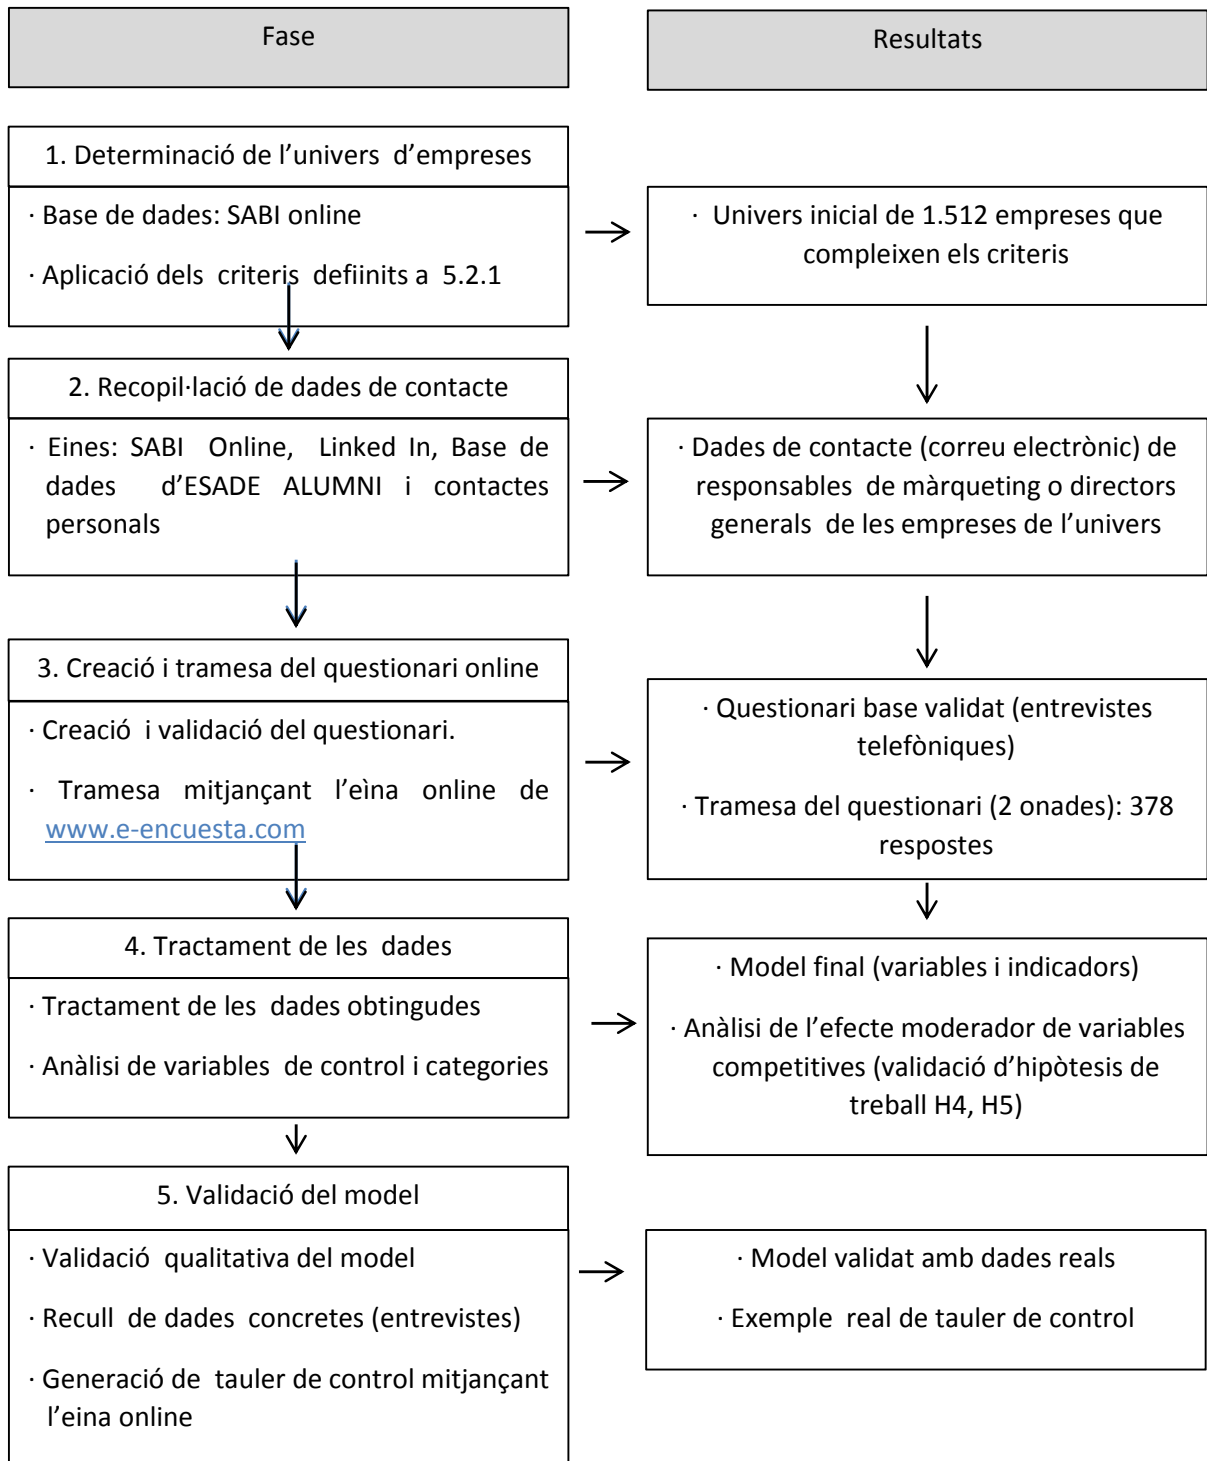 Fase
Resultats
1. Determinació de l’univers d’empreses
· Base de dades: SABI online
· Aplicació dels criteris defiinits a 5.2.1
· Univers inicial de 1.512 empreses que
compleixen els criteris
2. Recopil·lació de dades de contacte
· Eines: SABI Online, Linked In, Base de
dades d’ESADE ALUMNI i contactes
personals
· Dades de contacte (correu electrònic) de
responsables de màrqueting o directors
generals de les empreses de l’univers
3. Creació i tramesa del questionari online
· Creació i validació del questionari.
· Tramesa mitjançant l’eìna online de
www.e-encuesta.com
· Questionari base validat (entrevistes
telefòniques)
· Tramesa del questionari (2 onades): 378
respostes
4. Tractament de les dades
· Tractament de les dades obtingudes
· Anàlisi de variables de control i categories
· Model final (variables i indicadors)
· Anàlisi de l’efecte moderador de variables
competitives (validació d’hipòtesis de
treball H4, H5)
5. Validació del model
· Validació qualitativa del model
· Recull de dades concretes (entrevistes)
· Generació de tauler de control mitjançant
l’eina online
· Model validat amb dades reals
· Exemple real de tauler de control